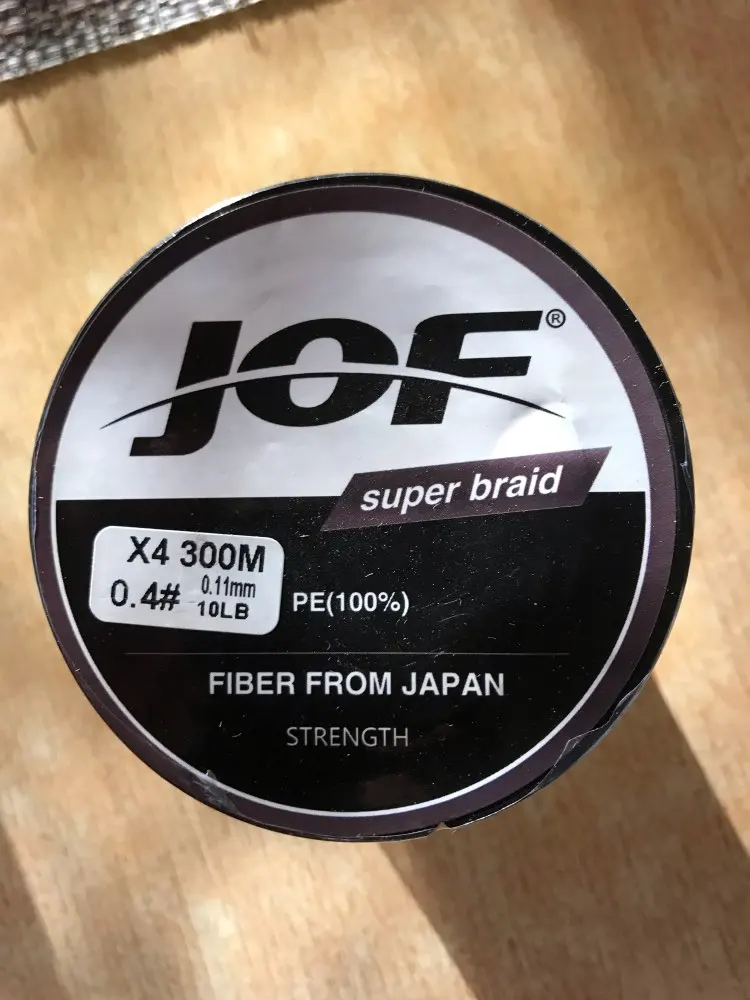 JOF®
super braid
X4 300M
0.4# 0.11mm
10LB
PE(100%)
FIBER FROM JAPAN
STRENGTH